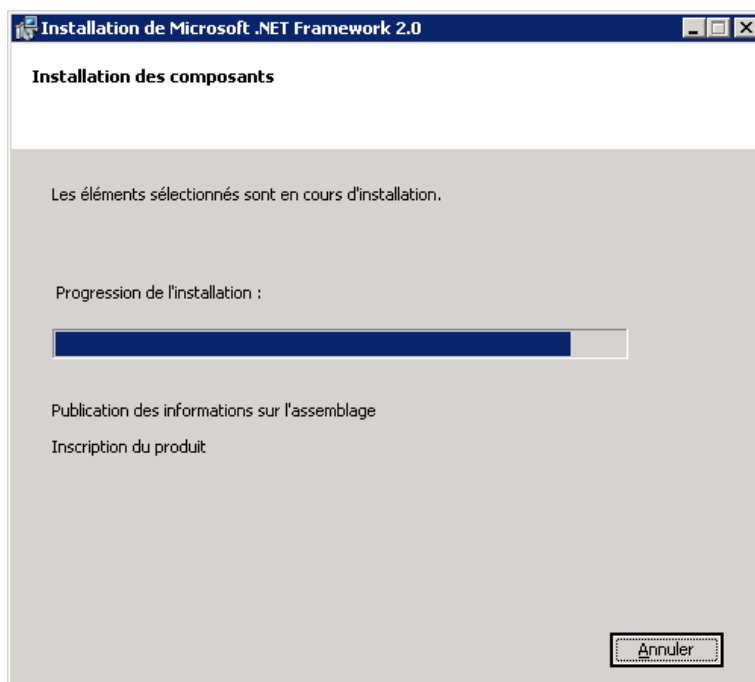 Installation de Microsoft .NET Framework 2.0
Installation des composants
Les éléments sélectionnés sont en cours d'installation.
Progression de l'installation :
Publication des informations sur l'assemblage
Inscription du produit
Annuler